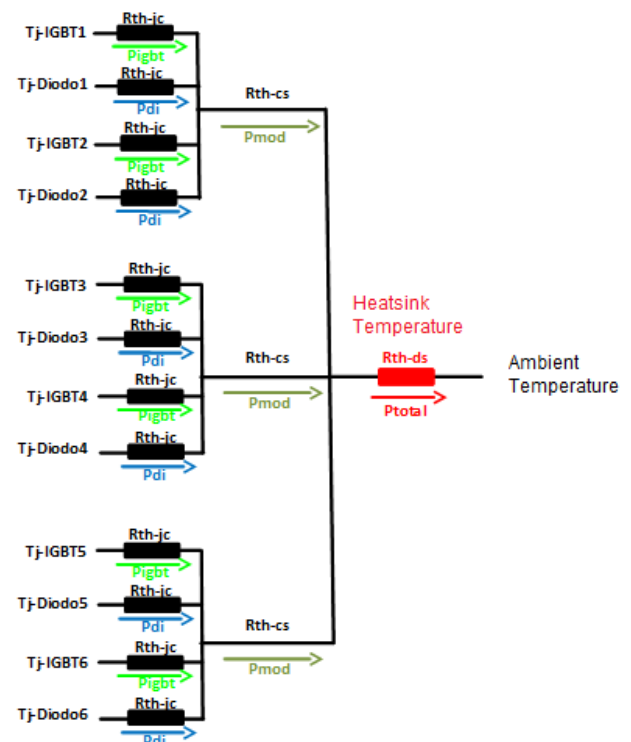 Tj-IGBT1
Rth-jc
Pigbt
Tj-Diodo1
Rth-jc
Pdi
Tj-IGBT2
Rth-jc
Pigbt
Tj-Diodo2
Rth-jc
Pdi
Rth-cs
Pmod
Tj-IGBT3
Rth-jc
Pigbt
Tj-Diodo3
Rth-jc
Pdi
Tj-IGBT4
Rth-jc
Pigbt
Tj-Diodo4
Rth-jc
Pdi
Rth-cs
Pmod
Heatsink
Temperature
Rth-ds
Ptotal
Ambient
Temperature
Tj-IGBT5
Rth-jc
Pigbt
Tj-Diodo5
Rth-jc
Pdi
Tj-IGBT6
Rth-jc
Pigbt
Tj-Diodo6
Rth-jc
Pdi
Rth-cs
Pmod